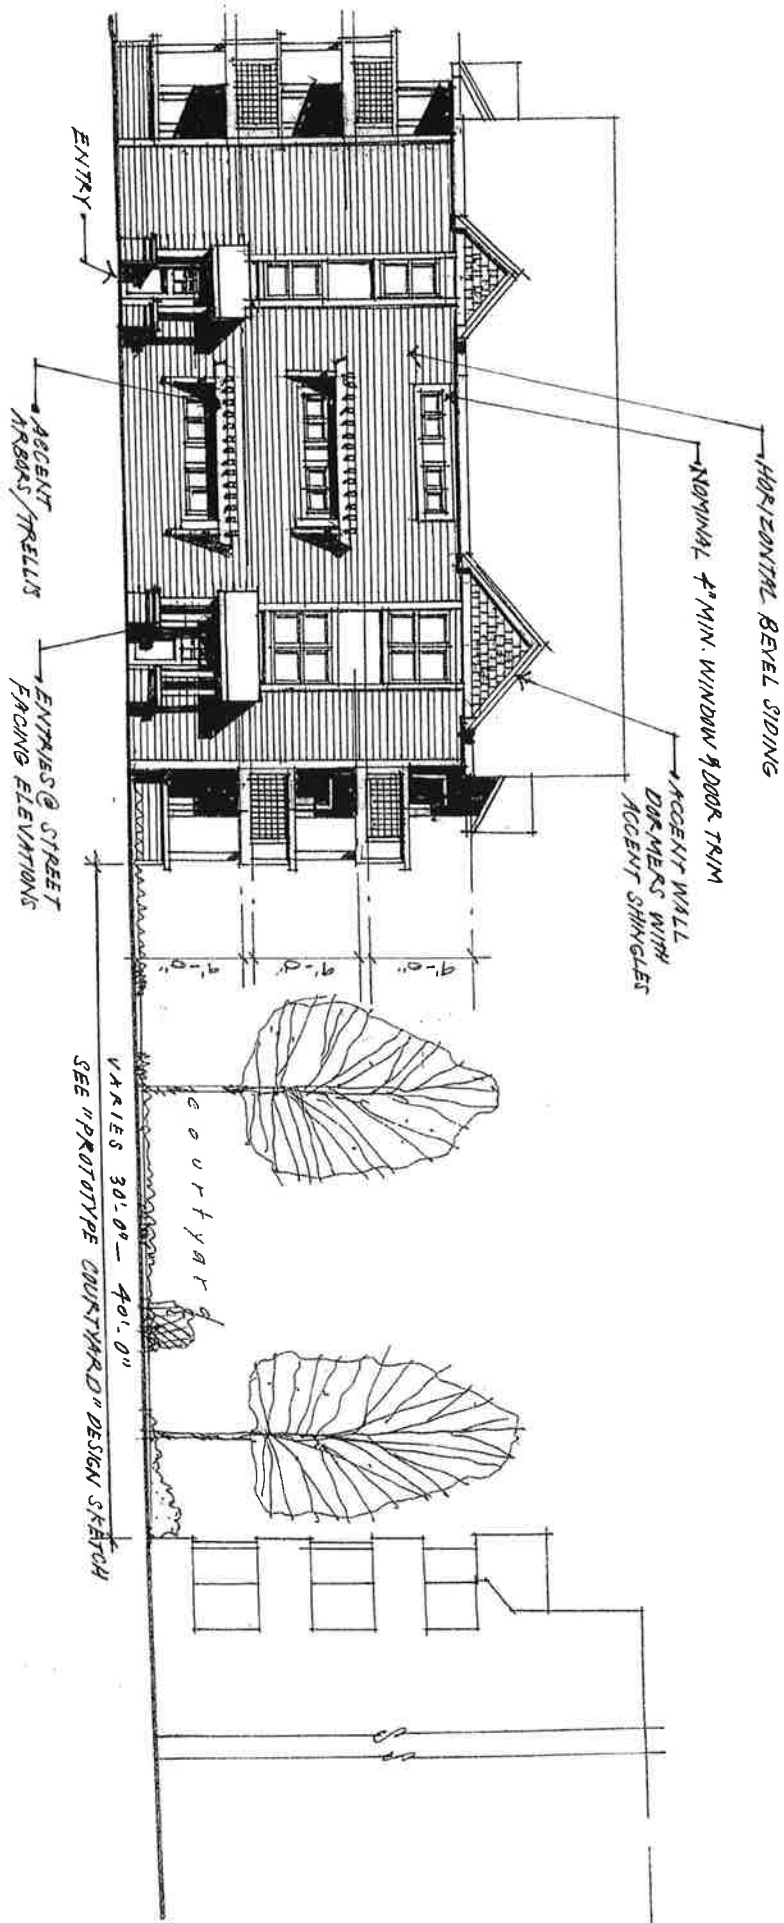 HORIZONTAL BEVEL SIDING
NOMINAL 4" MIN. WINDOW & DOOR TRIM
ACCENT WALL
DORMERS WITH
ACCENT SHINGLES
9'-0"
9'-0"
9'-0"
courtyard
ENTRY
ACCENT
ARBORS/TRELLIS
ENTRIES @ STREET
FACING ELEVATIONS
VARIES 30'-0" — 40'-0"
SEE "PROTOTYPE COURTYARD" DESIGN SKETCH